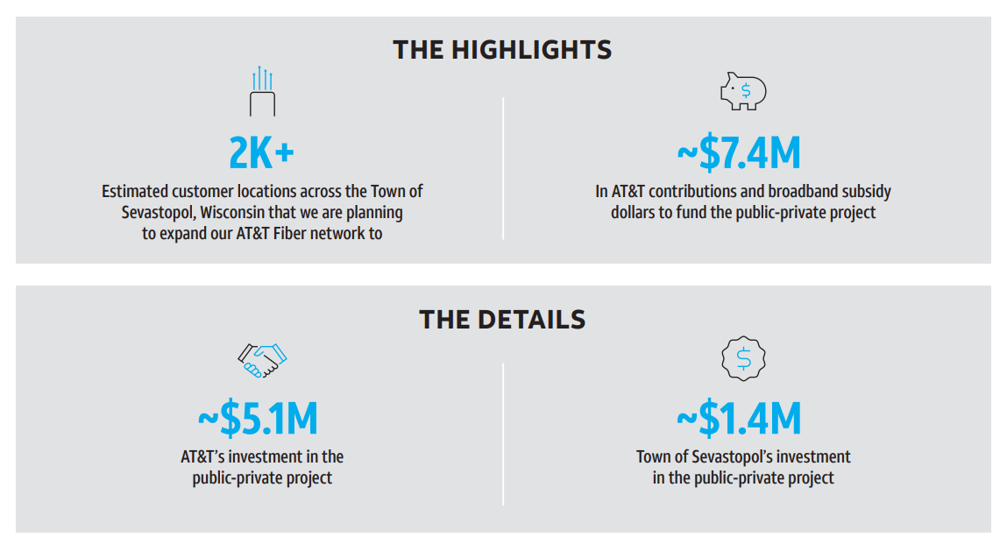 THE HIGHLIGHTS
$
2K+
Estimated customer locations across the Town of
Sevastopol, Wisconsin that we are planning
to expand our AT&T Fiber network to
~$7.4M
In AT&T contributions and broadband subsidy
dollars to fund the public-private project
THE DETAILS
$
~$5.1M
AT&T's investment in the
public-private project
~$1.4M
Town of Sevastopol's investment
in the public-private project